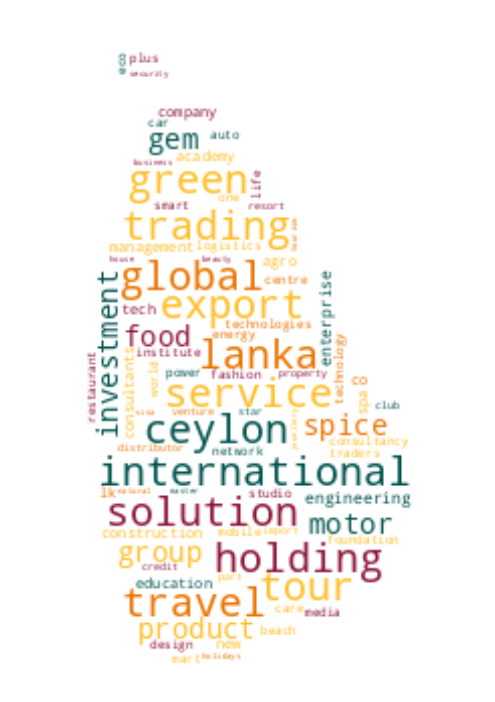 go plus
security
company
car
gem auto
business academy
green life
one
smart resort
trading
management logistics
house beauty agro
global centre
investment export enterprise
tech
food technologies
energy
institute lanka technology
restaurant consultants world
power fashion property
service co
spa
visa venture star club
ceylon spice
consultancy
distributor network traders
international
lk natural master studio
engineering
solution motor
construction mobile import foundation
group holding
credit
education port tour
travel care media
product beach
design new
mart holidays